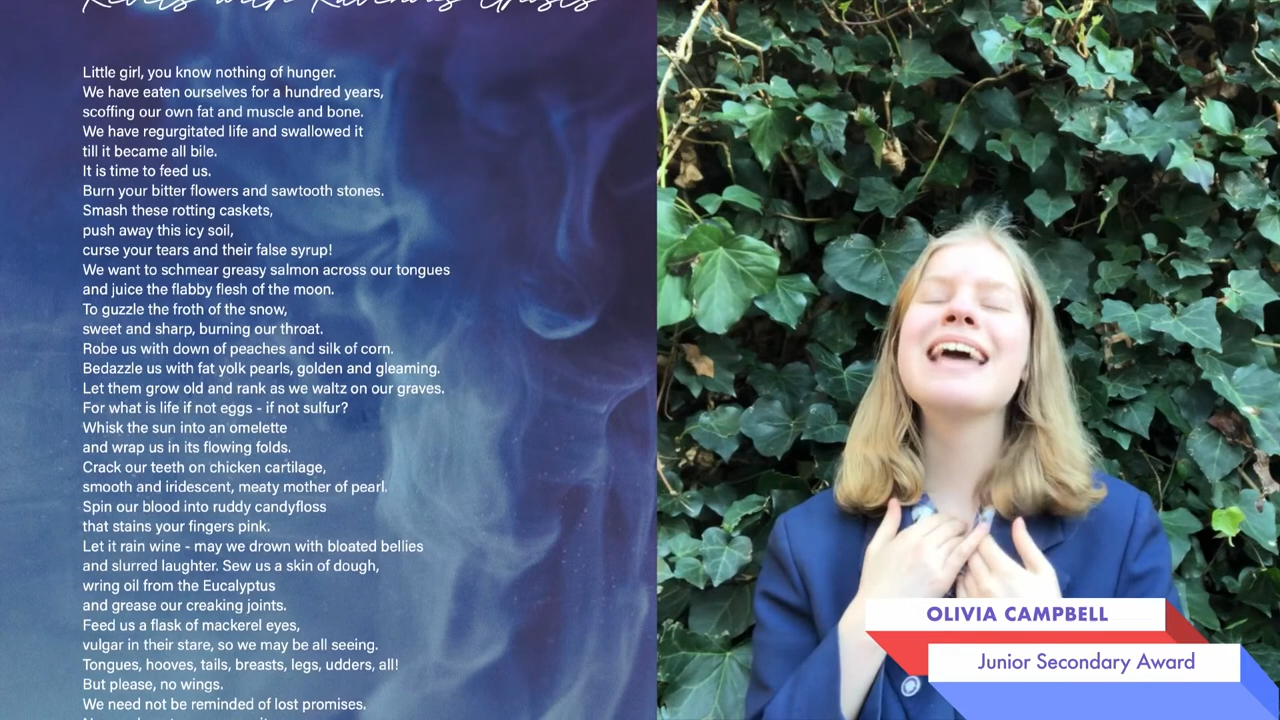 Revels with Ravenous Ghosts
Little girl, you know nothing of hunger.
We have eaten ourselves for a hundred years,
scoffing our own fat and muscle and bone.
We have regurgitated life and swallowed it
till it became all bile.
It is time to feed us.
Burn your bitter flowers and sawtooth stones.
Smash these rotting caskets,
push away this icy soil,
curse your tears and their false syrup!
We want to schmear greasy salmon across our tongues
and juice the flabby flesh of the moon.
To guzzle the froth of the snow,
sweet and sharp, burning our throat.
Robe us with down of peaches and silk of corn.
Bedazzle us with fat yolk pearls, golden and gleaming.
Let them grow old and rank as we waltz on our graves.
For what is life if not eggs - if not sulfur?
Whisk the sun into an omelette
and wrap us in its flowing folds.
Crack our teeth on chicken cartilage,
smooth and iridescent, meaty mother of pearl.
Spin our blood into ruddy candyfloss
that stains your fingers pink.
Let it rain wine - may we drown with bloated bellies
and slurred laughter. Sew us a skin of dough,
wring oil from the Eucalyptus
and grease our creaking joints.
Feed us a flask of mackerel eyes,
vulgar in their stare, so we may be all seeing.
Tongues, hooves, tails, breasts, legs, udders, all!
But please, no wings.
We need not be reminded of lost promises.
OLIVIA CAMPBELL
Junior Secondary Award